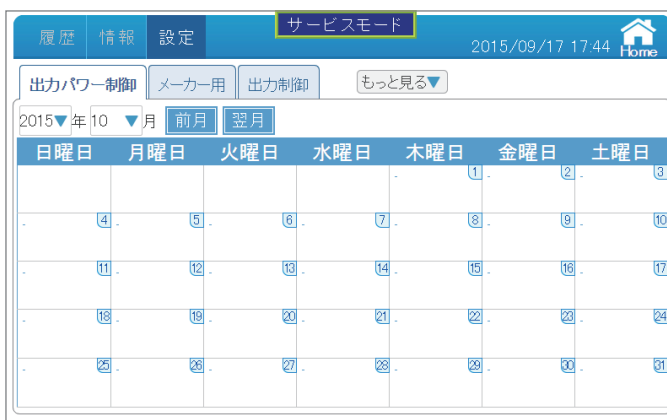 サービスモード
履歴 情報 設定 2015/09/17 17:44 Home
出力パワー制御 メーカー用 出力制御 もっと見る▼
2015▼年10 ▼月 前月 翌月
日曜日 月曜日 火曜日 水曜日 木曜日 金曜日 土曜日
- 1 - 2 - 3
- 4 - 5 - 6 - 7 - 8 - 9 - 10
- 11 - 12 - 13 - 14 - 15 - 16 - 17
- 18 - 19 - 20 - 21 - 22 - 23 - 24
- 25 - 26 - 27 - 28 - 29 - 30 - 31